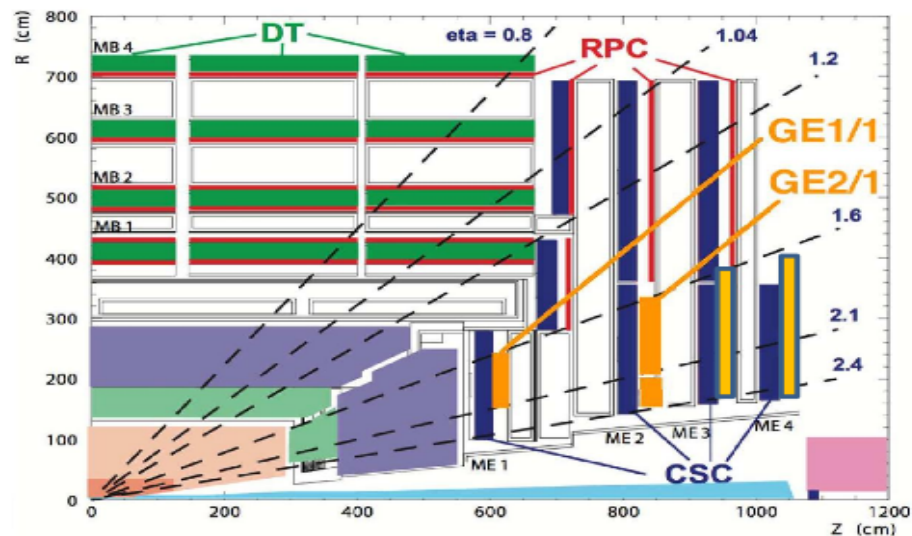 R (cm)
800
700
600
500
400
300
200
100
0
MB 4
MB 3
MB 2
MB 1
DT
eta = 0.8
1.04
1.2
RPC
GE1/1
GE2/1
1.6
2.1
2.4
ME 1
ME 2
ME 3
ME 4
CSC
0
200
400
600
800
1000
1200
Z (cm)